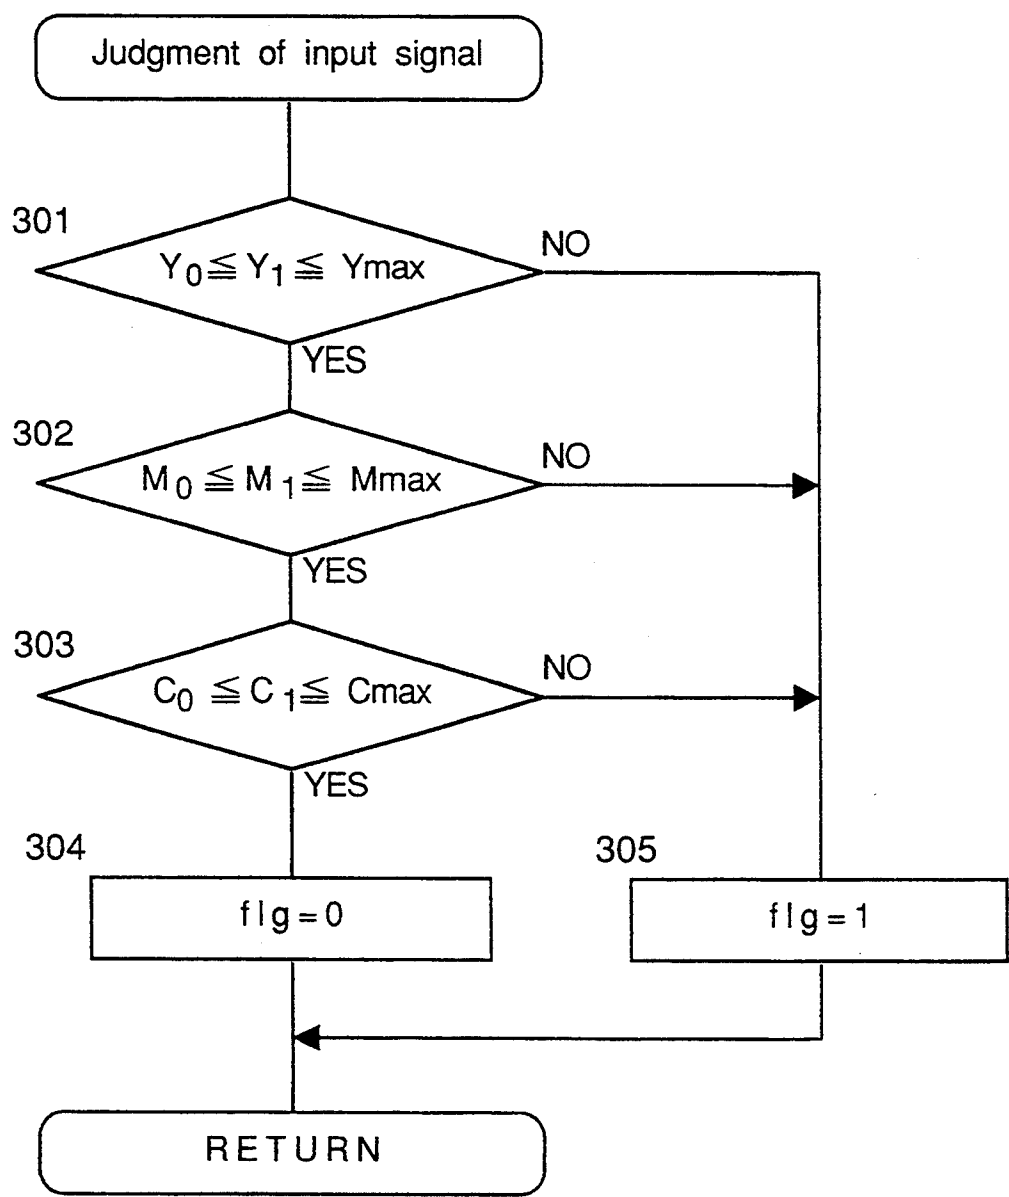 Judgment of input signal
301
NO
Y0≦ Y1 ≦ Ymax
YES
302
NO
M0 ≦ M1 ≦ Mmax
YES
303
NO
C0 ≦ C1 ≦ Cmax
YES
304
305
flg=0
flg=1
RETURN